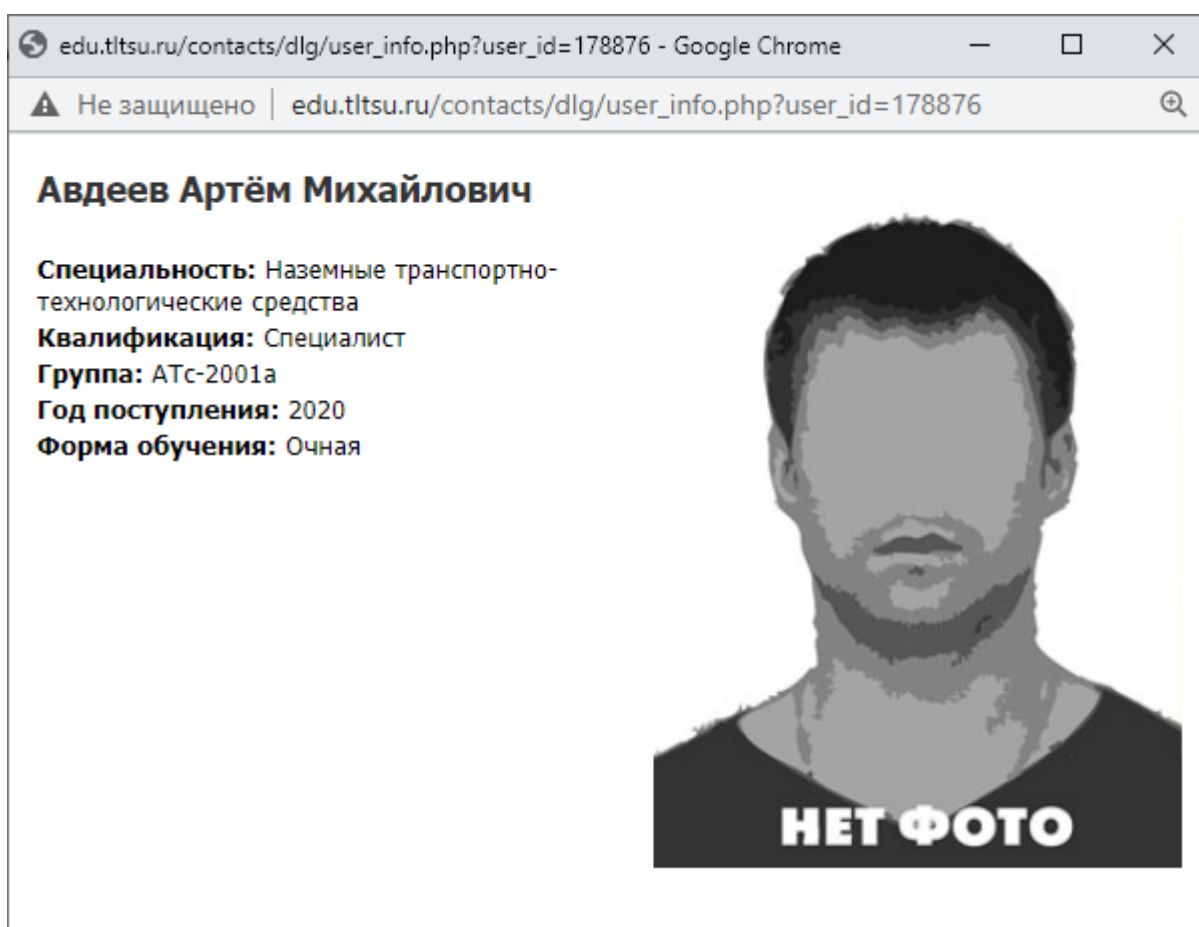 edu.tltsu.ru/contacts/dlg/user_info.php?user_id=178876 - Google Chrome
Не защищено | edu.tltsu.ru/contacts/dlg/user_info.php?user_id=178876
Авдеев Артём Михайлович
Специальность: Наземные транспортно-
технологические средства
Квалификация: Специалист
Группа: АТс-2001а
Год поступления: 2020
Форма обучения: Очная
НЕТ ФОТО